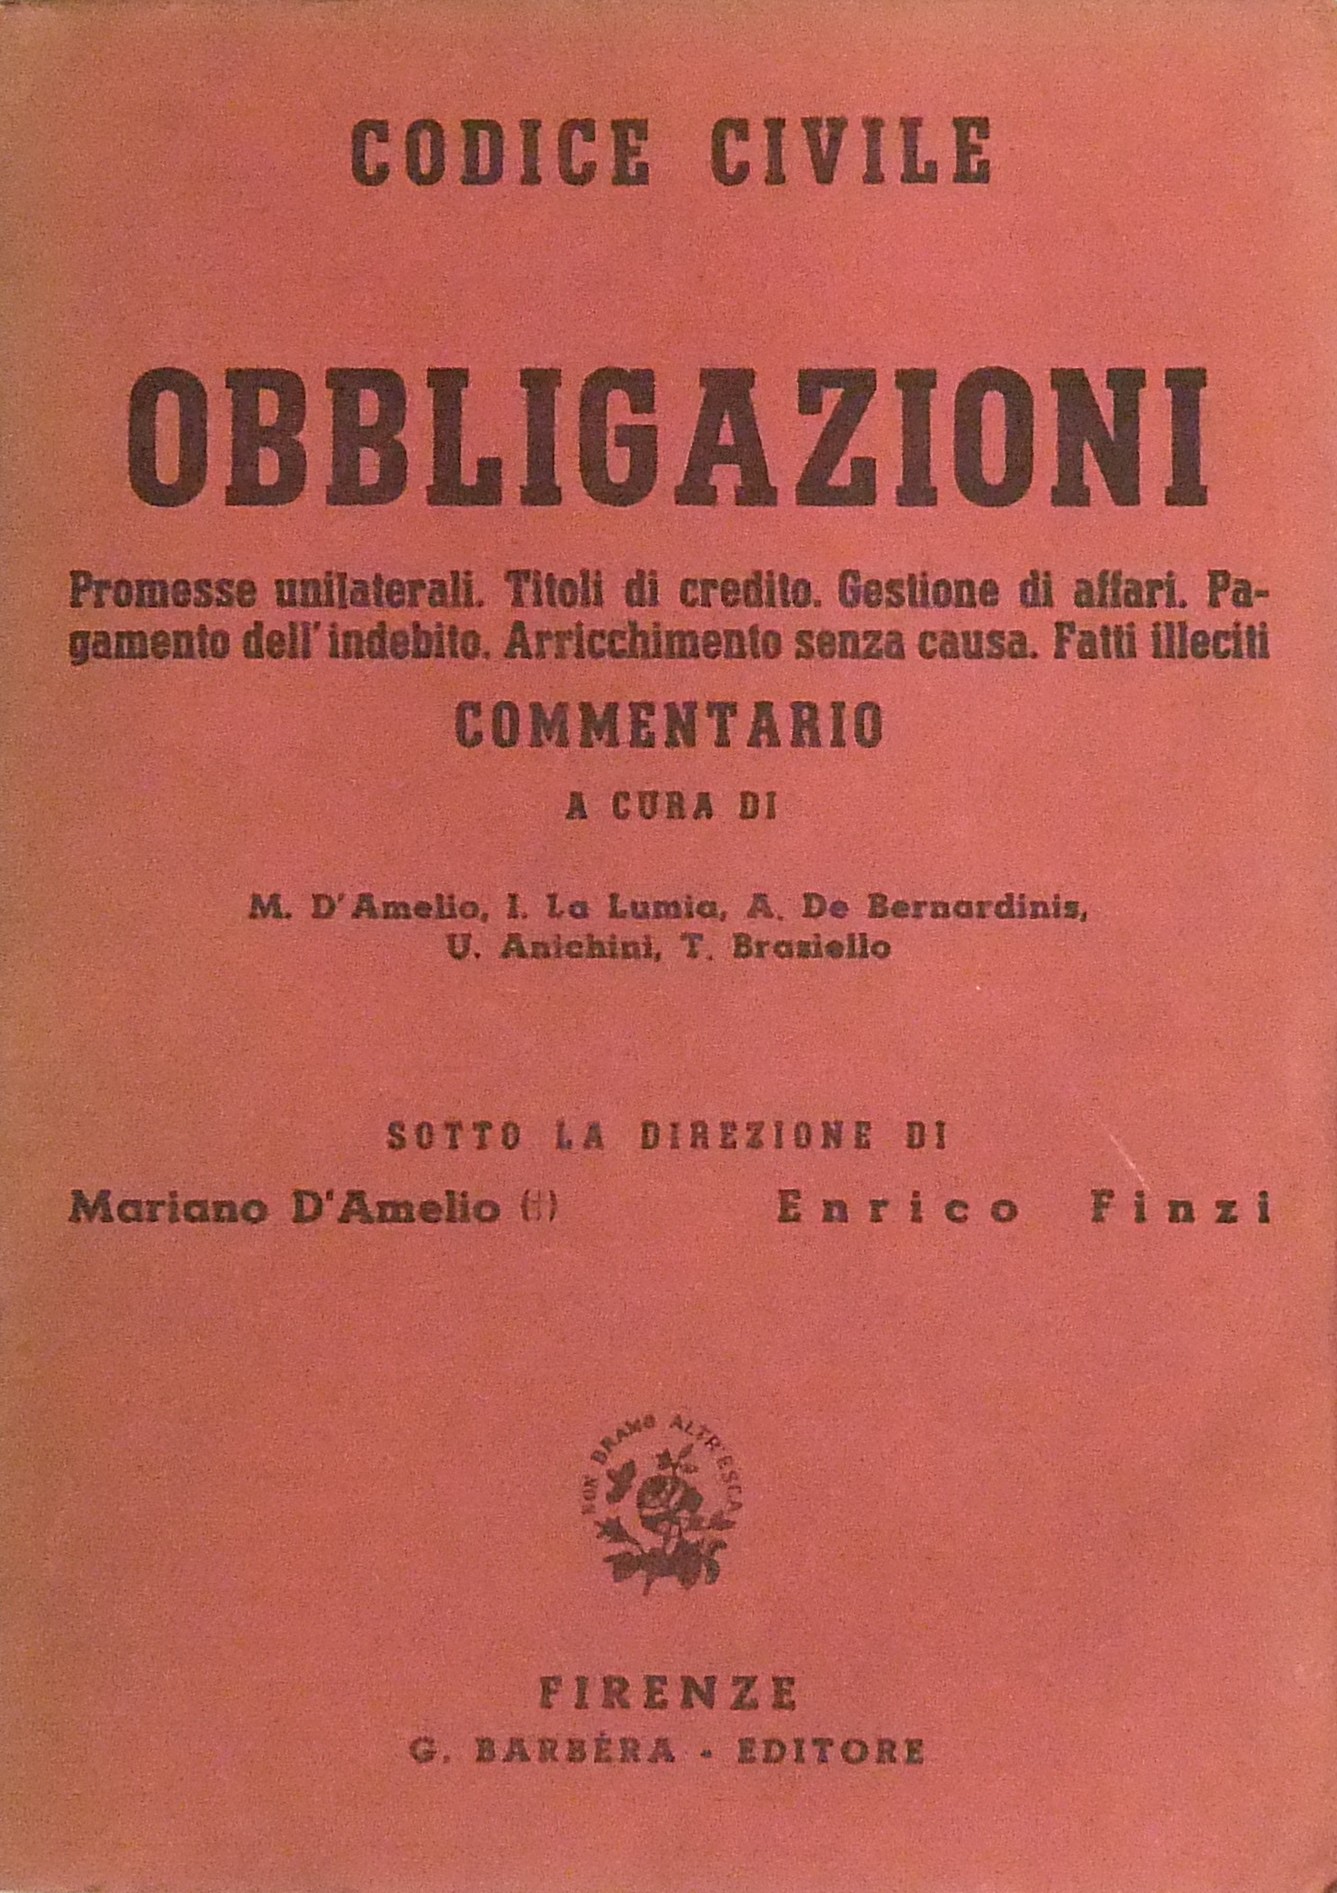 CODICE CIVILE
OBBLIGAZIONI
Promesse unilaterali. Titoli di credito. Gestione di affari. Pa-
gamento dell'indebito. Arricchimento senza causa. Fatti illeciti
COMMENTARIO
A CURA DI
M. D'Amelio, I. La Lumia, A. De Bernardinis,
U. Anichini, T. Brasiello
SOTTO LA DIREZIONE DI
Mariano D'Amelio (†) Enrico Finzi
NON BRAMO ALTR'ESCA
FIRENZE
G. BARBÈRA - EDITORE